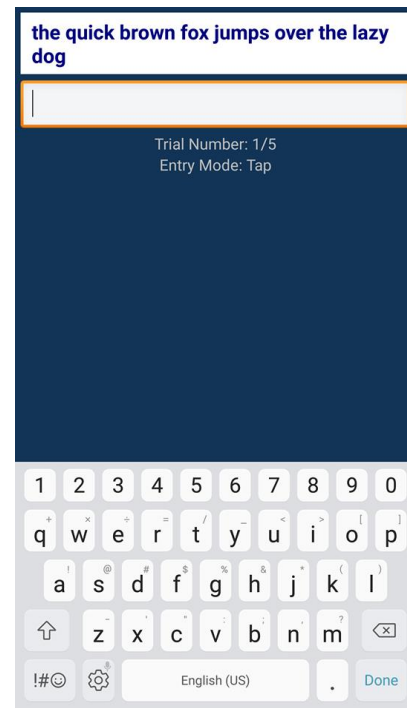 the quick brown fox jumps over the lazy
dog
Trial Number: 1/5
Entry Mode: Tap
1 2 3 4 5 6 7 8 9 0
+ × ÷ = / _ < > [ ]
q w e r t y u i o p
! @ # $ % ^ & * ( )
a s d f g h j k l
- ' " : ; , ?
z x c v b n m
!#☺ English (US) . Done